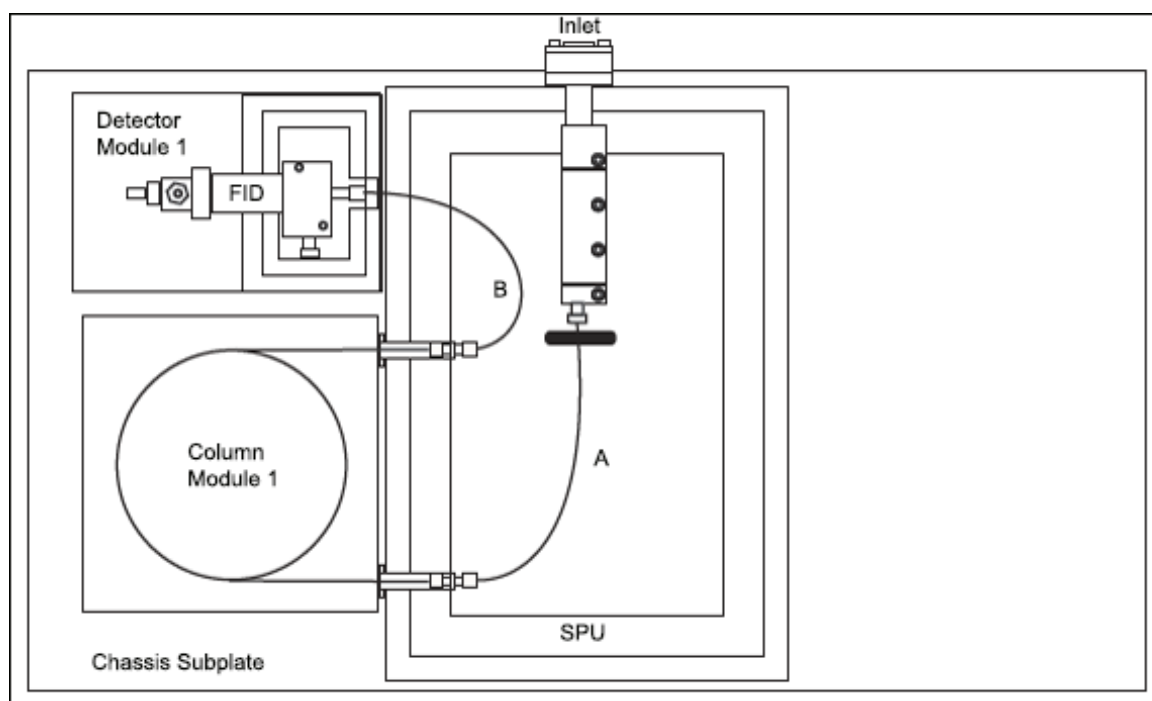 Inlet
Detector
Module 1
FID
B
Column
Module 1
A
SPU
Chassis Subplate